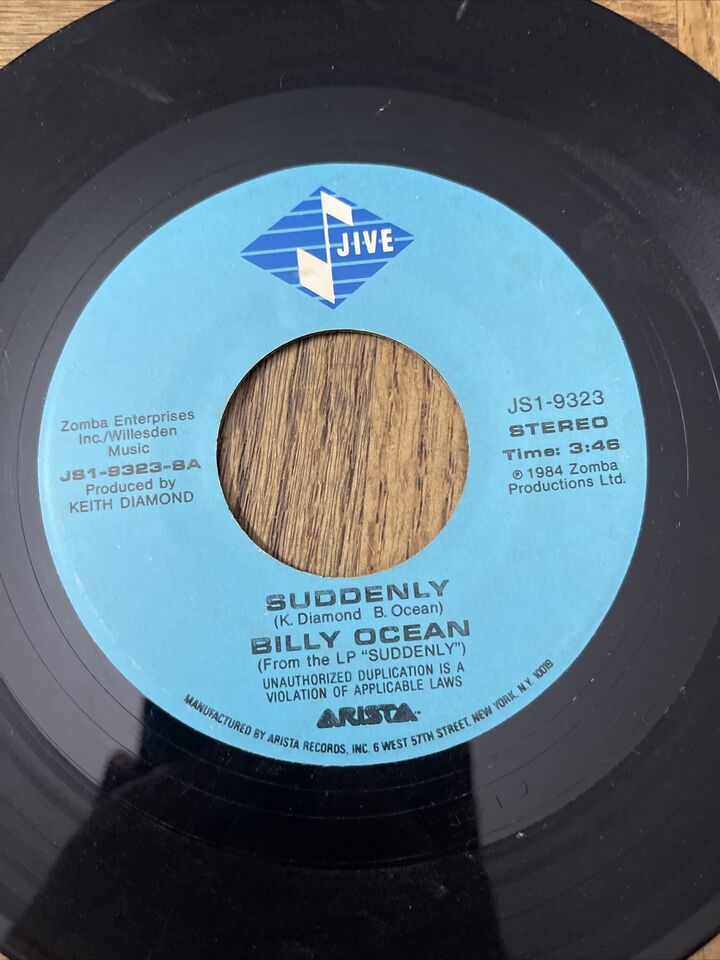 JIVE
Zomba Enterprises
Inc./Willesden
Music
JS1-9323-SA
Produced by
KEITH DIAMOND
JS1-9323
STEREO
Time: 3:46
℗ 1984 Zomba
Productions Ltd.
SUDDENLY
(K. Diamond B. Ocean)
BILLY OCEAN
(From the LP "SUDDENLY")
UNAUTHORIZED DUPLICATION IS A
VIOLATION OF APPLICABLE LAWS
ARISTA™
MANUFACTURED BY ARISTA RECORDS, INC. 6 WEST 57TH STREET, NEW YORK, N.Y. 10019